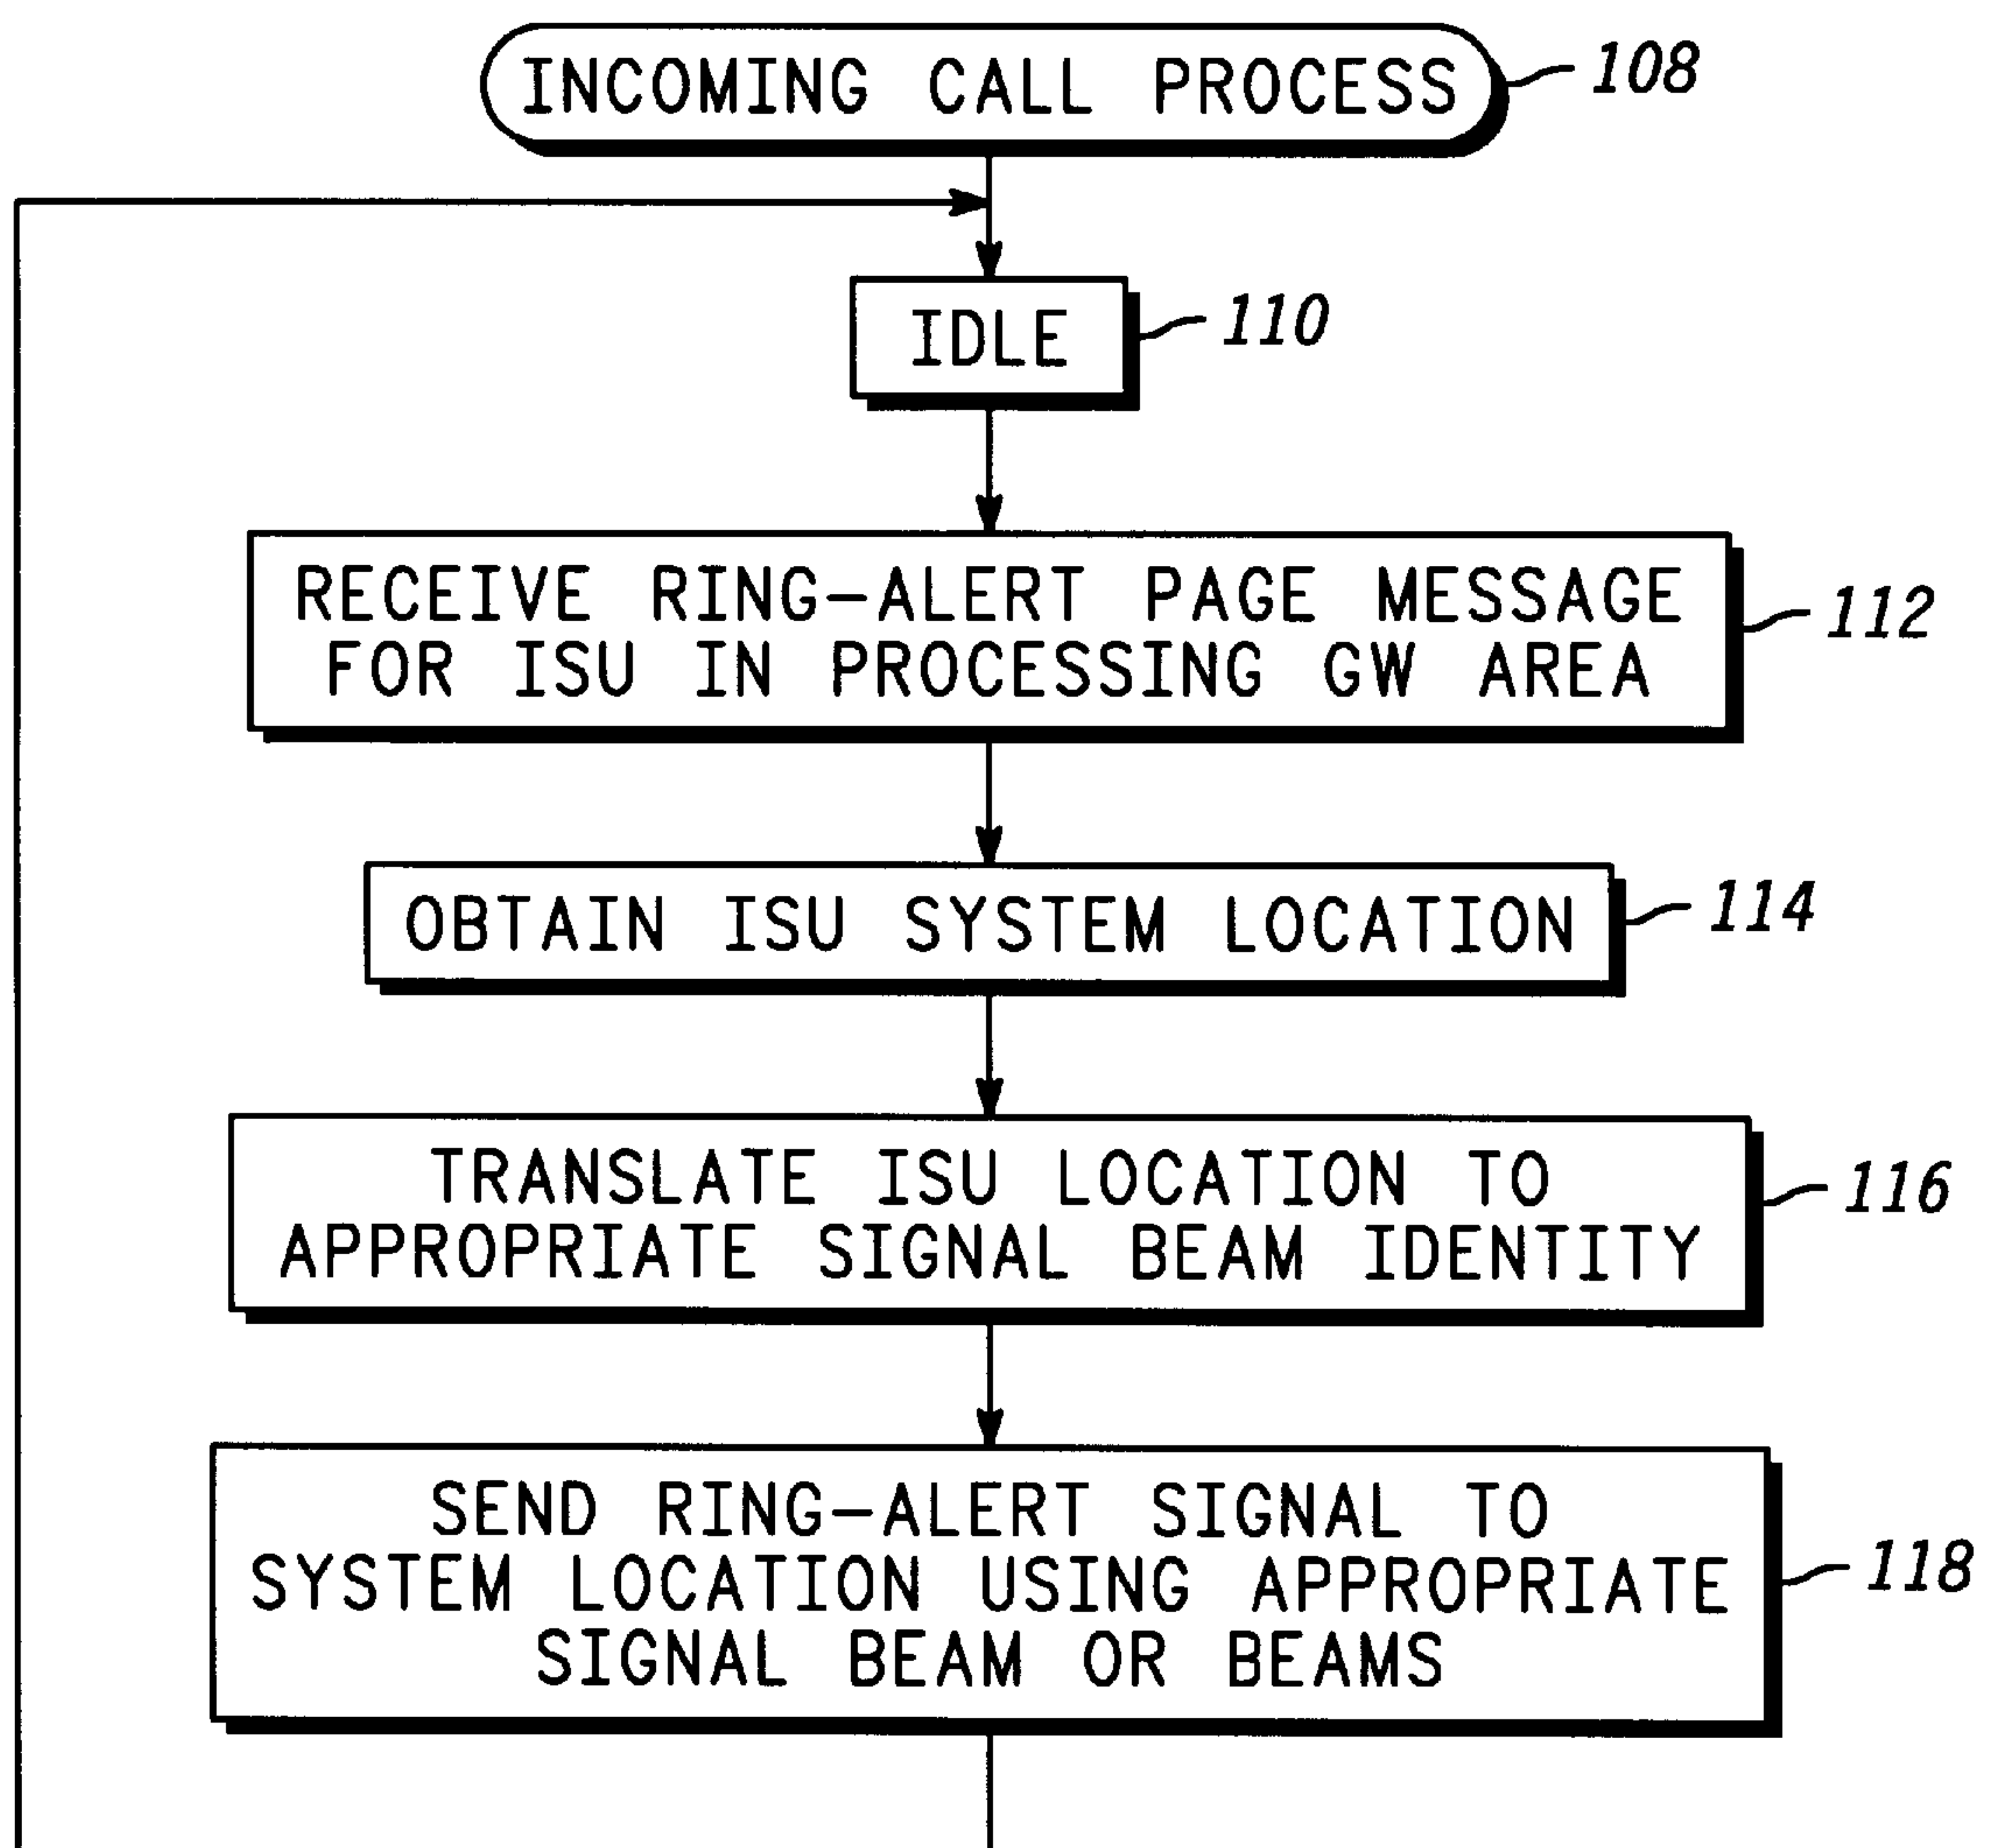 INCOMING CALL PROCESS
108
IDLE
110
RECEIVE RING-ALERT PAGE MESSAGE
FOR ISU IN PROCESSING GW AREA
112
OBTAIN ISU SYSTEM LOCATION
114
TRANSLATE ISU LOCATION TO
APPROPRIATE SIGNAL BEAM IDENTITY
116
SEND RING-ALERT SIGNAL TO
SYSTEM LOCATION USING APPROPRIATE
SIGNAL BEAM OR BEAMS
118